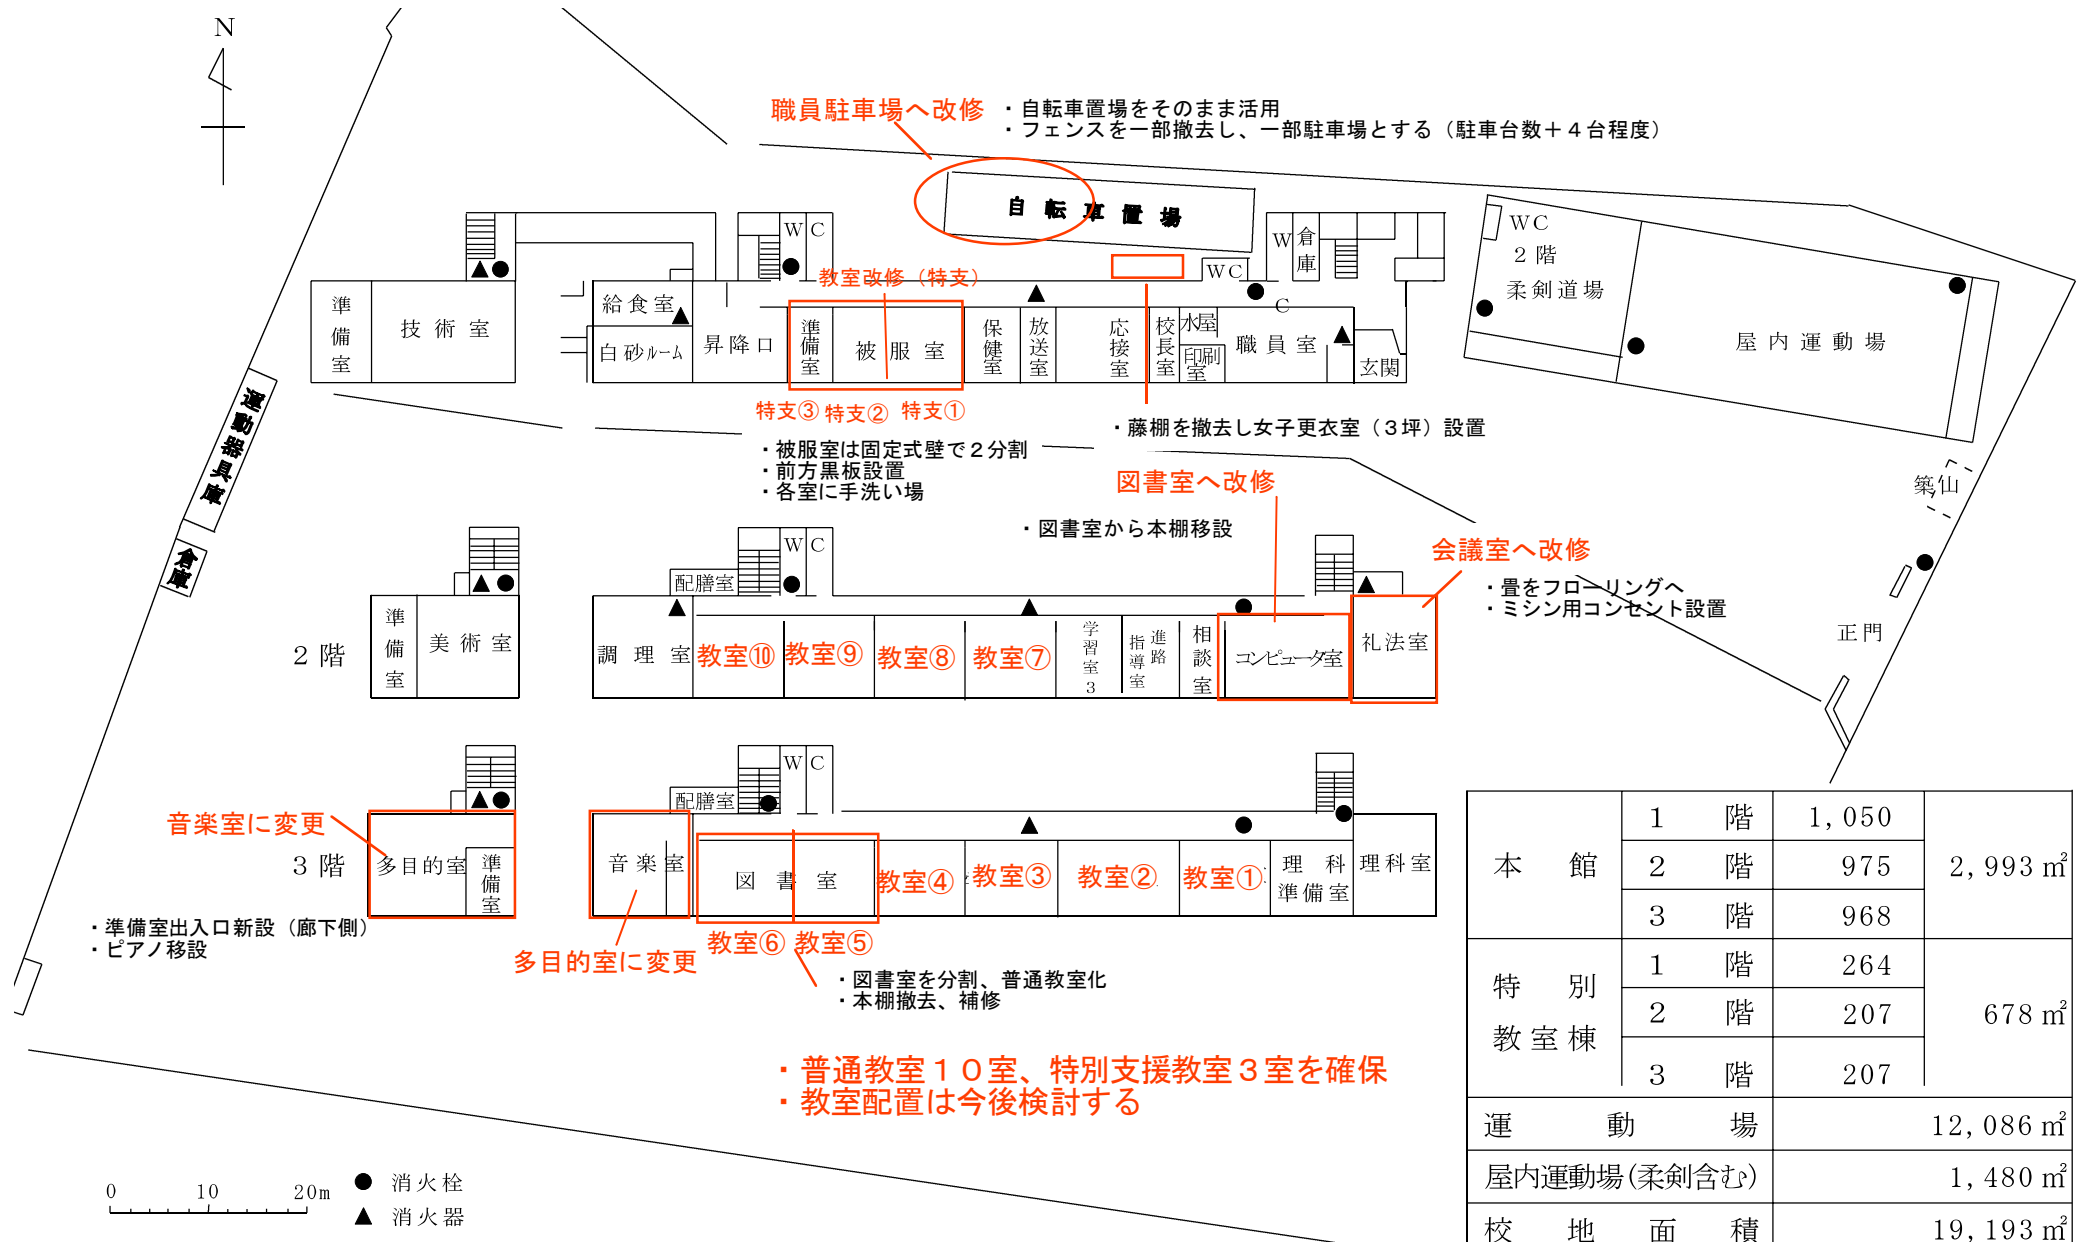 N
職員駐車場へ改修
・自転車置場をそのまま活用
・フェンスを一部撤去し、一部駐車場とする（駐車台数＋４台程度）
自転車置場
ＷＣ
Ｗ
Ｃ
倉庫
ＷＣ
ＷＣ
２階
柔剣道場
屋内運動場
教室改修（特支）
準備室
技術室
給食室
白砂ルーム
昇降口
準備室
被服室
保健室
放送室
応接室
校長室
水屋
印刷室
職員室
玄関
特支③
特支②
特支①
・藤棚を撤去し女子更衣室（３坪）設置
・被服室は固定式壁で２分割
・前方黒板設置
・各室に手洗い場
運動器具庫
倉庫
図書室へ改修
・図書室から本棚移設
会議室へ改修
・畳をフローリングへ
・ミシン用コンセント設置
築山
正門
２階
準備室
美術室
ＷＣ
配膳室
調理室
教室⑩
教室⑨
教室⑧
教室⑦
学習室３
進路指導室
相談室
コンピュータ室
礼法室
３階
音楽室に変更
多目的室
準備室
・準備室出入口新設（廊下側）
・ピアノ移設
ＷＣ
配膳室
音楽室
図書室
教室④
教室③
教室②
教室①
理科準備室
理科室
多目的室に変更
教室⑥
教室⑤
・図書室を分割、普通教室化
・本棚撤去、補修
・普通教室１０室、特別支援教室３室を確保
・教室配置は今後検討する
本館 1階 1,050 2,993㎡
2階 975
3階 968
特別教室棟 1階 264 678㎡
2階 207
3階 207
運動場 12,086㎡
屋内運動場(柔剣含む) 1,480㎡
校地面積 19,193㎡
0 10 20m
● 消火栓
▲ 消火器